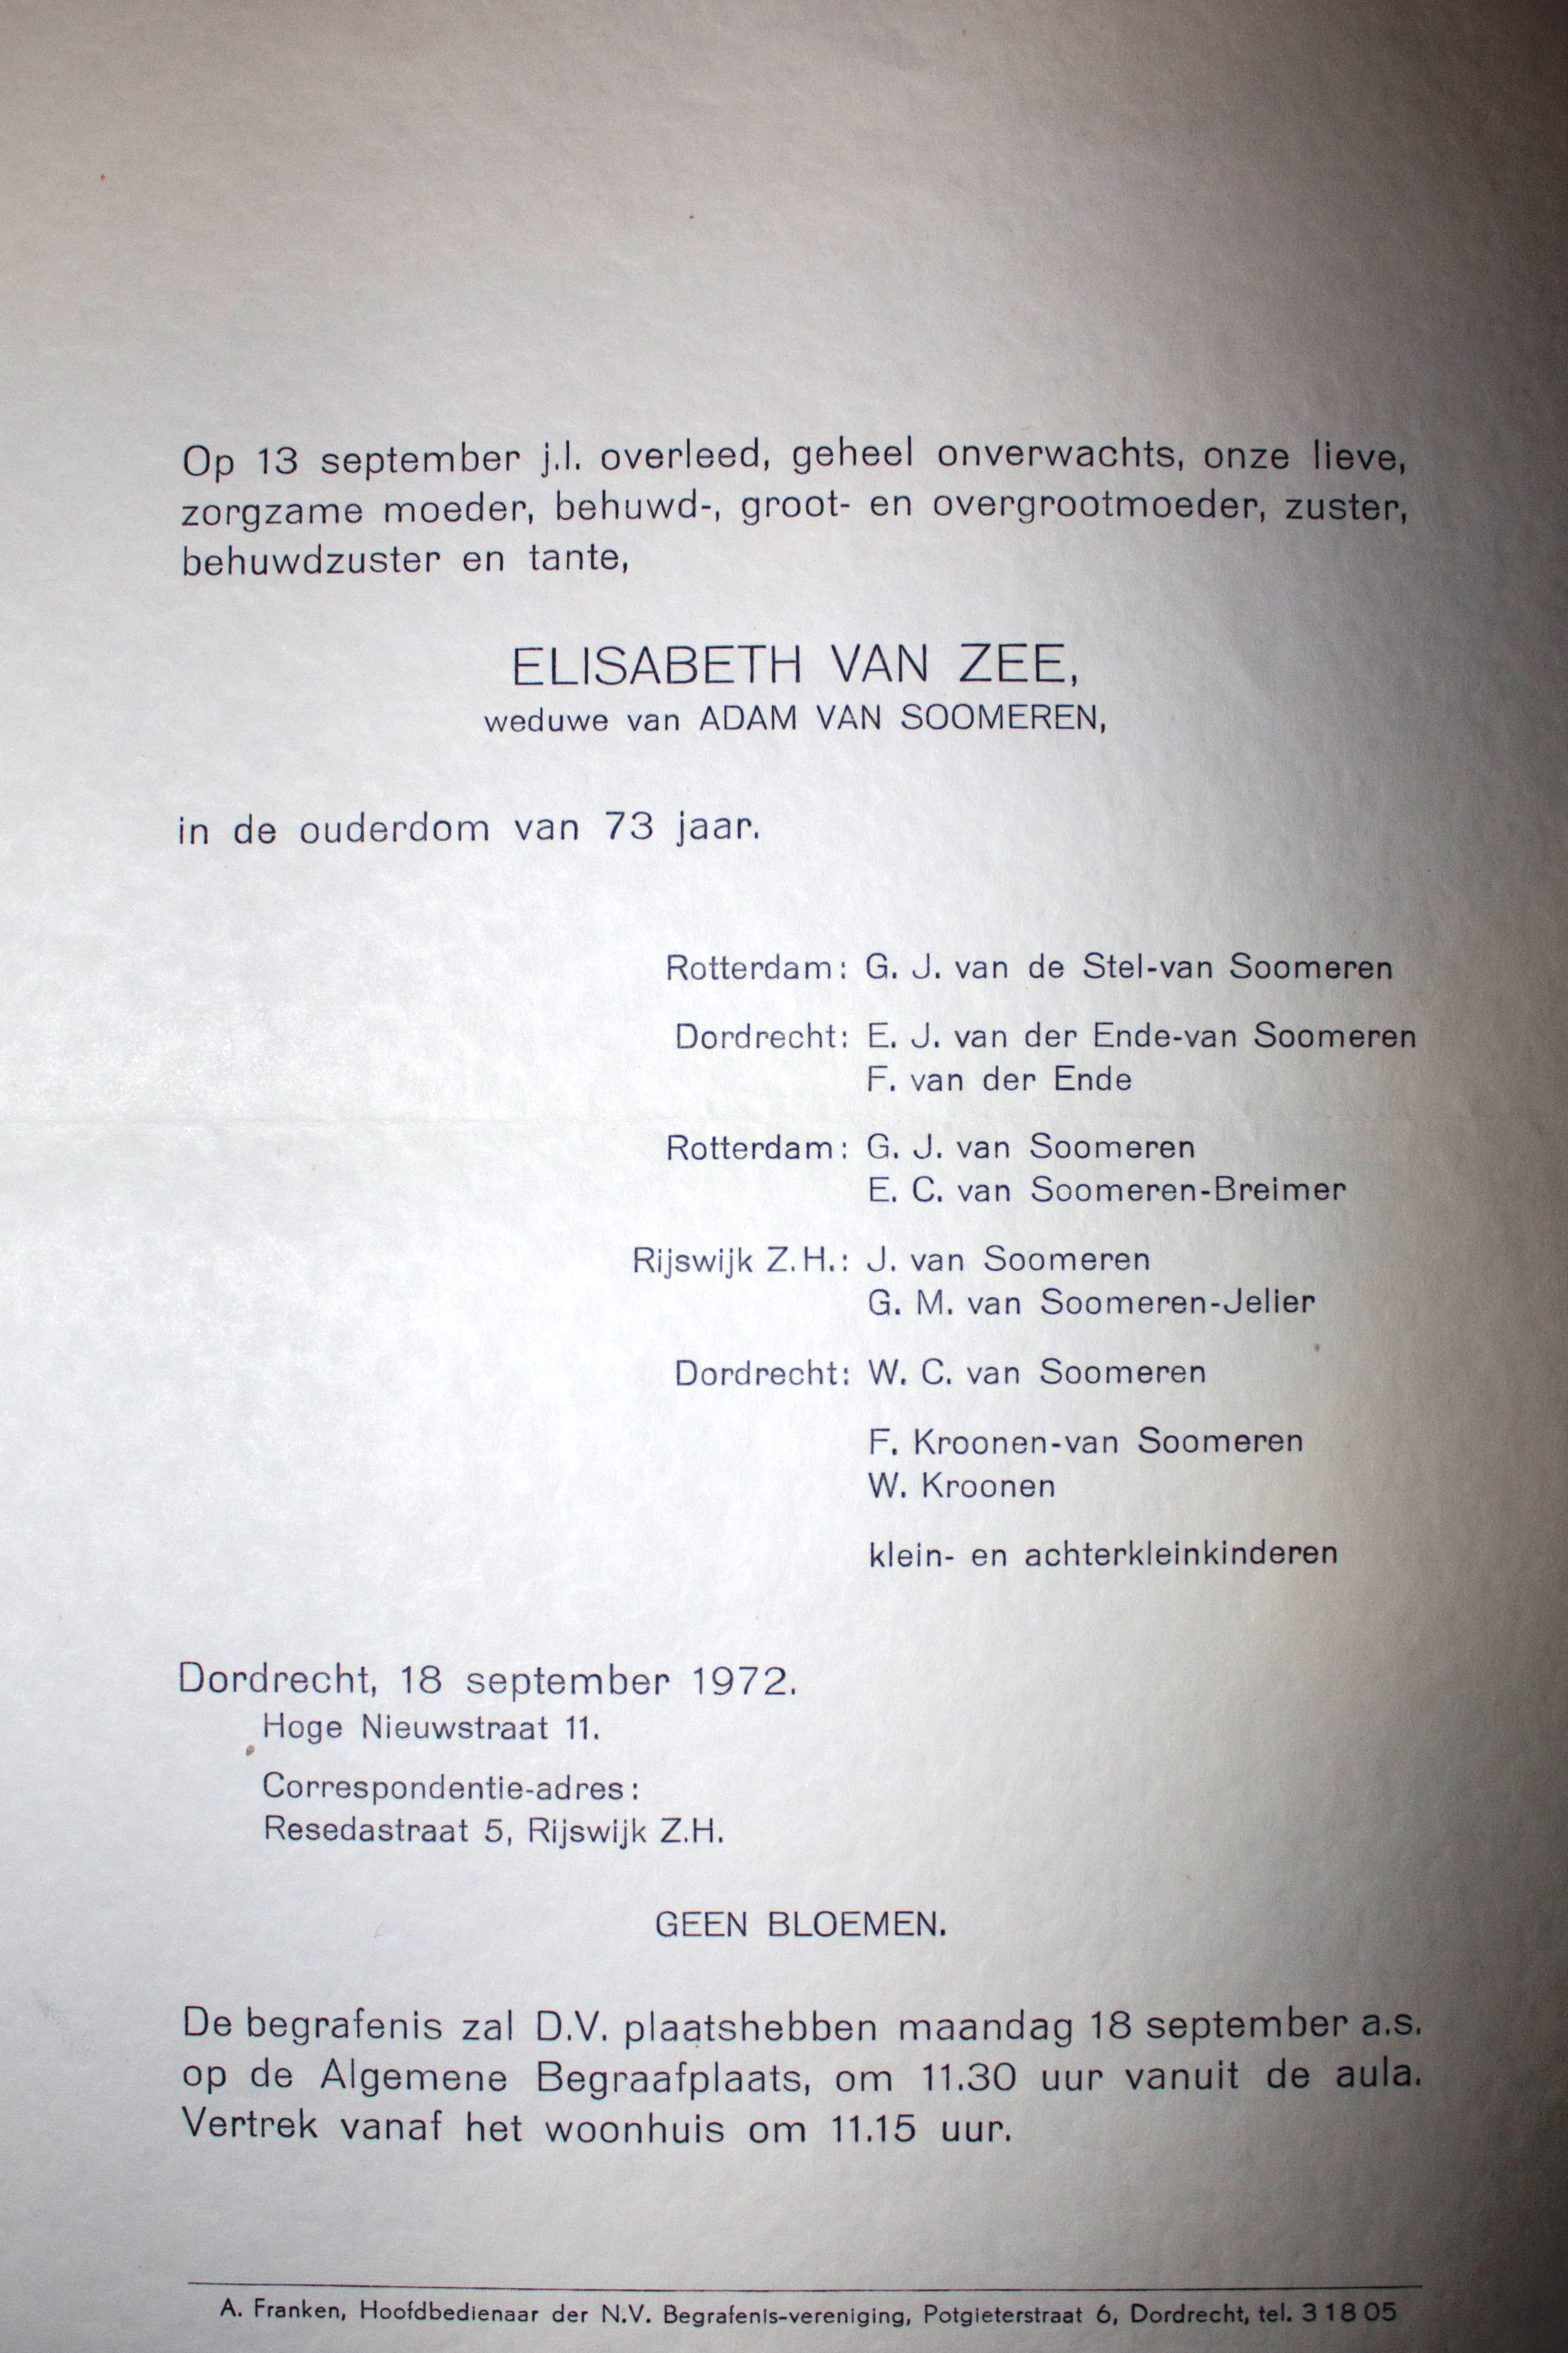 Op 13 september j.l. overleed, geheel onverwachts, onze lieve,
zorgzame moeder, behuwd-, groot- en overgrootmoeder, zuster,
behuwdzuster en tante,
ELISABETH VAN ZEE,
weduwe van ADAM VAN SOOMEREN,
in de ouderdom van 73 jaar.
Rotterdam: G. J. van de Stel-van Soomeren
Dordrecht: E. J. van der Ende-van Soomeren
F. van der Ende
Rotterdam: G. J. van Soomeren
E. C. van Soomeren-Breimer
Rijswijk Z.H.: J. van Soomeren
G. M. van Soomeren-Jelier
Dordrecht: W. C. van Soomeren
F. Kroonen-van Soomeren
W. Kroonen
klein- en achterkleinkinderen
Dordrecht, 18 september 1972.
Hoge Nieuwstraat 11.
Correspondentie-adres:
Resedastraat 5, Rijswijk Z.H.
GEEN BLOEMEN.
De begrafenis zal D.V. plaatshebben maandag 18 september a.s.
op de Algemene Begraafplaats, om 11.30 uur vanuit de aula.
Vertrek vanaf het woonhuis om 11.15 uur.
A. Franken, Hoofdbedienaar der N.V. Begrafenis-vereniging, Potgieterstraat 6, Dordrecht, tel. 3 18 05